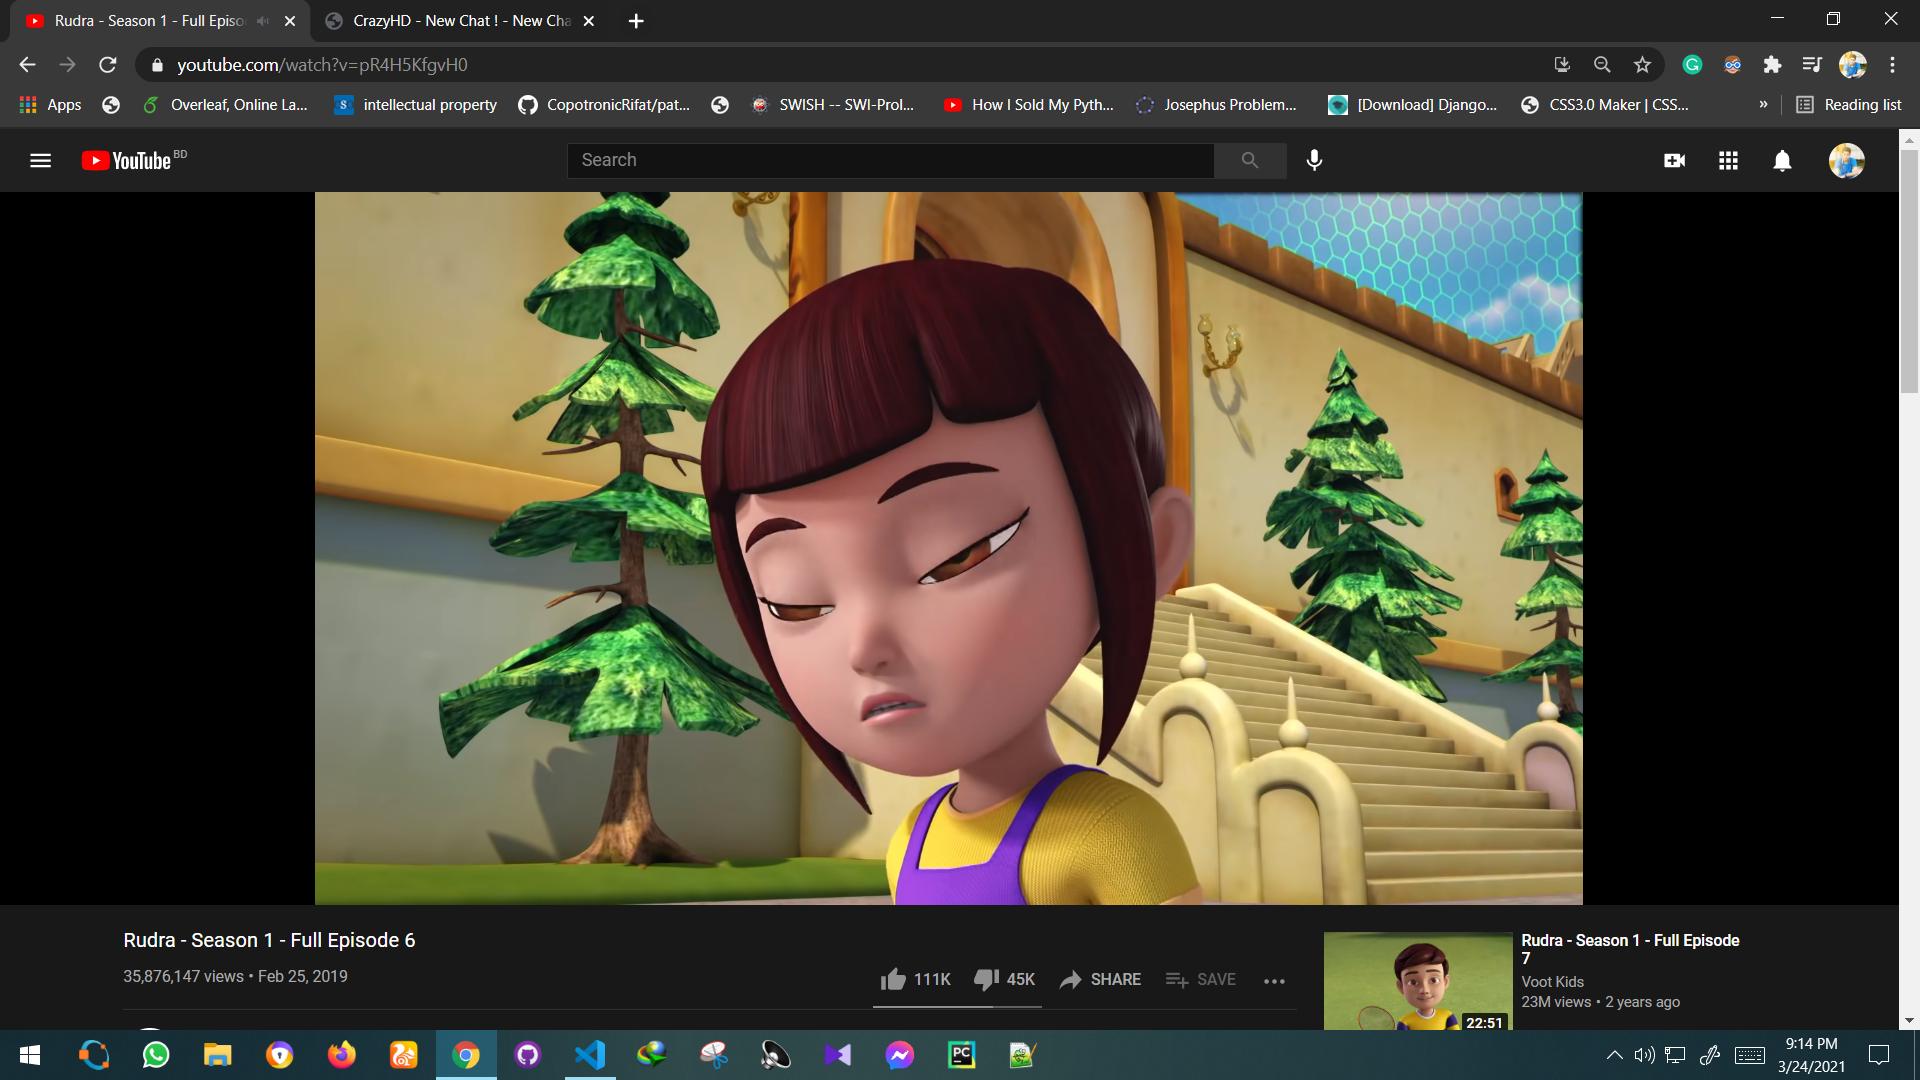 Rudra - Season 1 - Full Episo
CrazyHD - New Chat ! - New Cha
youtube.com/watch?v=pR4H5KfgvH0
Apps
Overleaf, Online La...
S intellectual property
CopotronicRifat/pat...
SWISH -- SWI-Prol...
How I Sold My Pyth...
Josephus Problem...
[Download] Django...
CSS3.0 Maker | CSS...
»
Reading list
YouTube BD
Search
Rudra - Season 1 - Full Episode 6
35,876,147 views • Feb 25, 2019
111K
45K
SHARE
SAVE
22:51
Rudra - Season 1 - Full Episode
7
Voot Kids
23M views • 2 years ago
PC
9:14 PM
3/24/2021